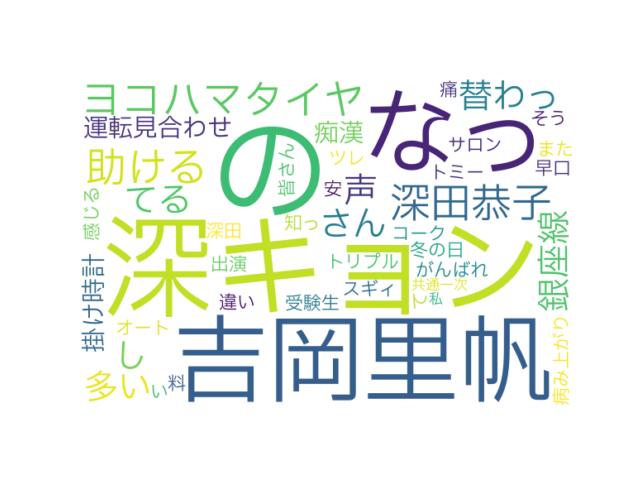 ヨコハマタイヤ
の
なっ
痛
替わっ
そう
運転見合わせ
痴漢
サロン
また
助ける
ツレ
皆さん
トミー
早口
てる
安
声
深田恭子
感じる
さん
深キョン
深田
知っ
コーク
銀座線
冬の日
出演
トリプル
がんばれ
掛け時計
違い
受験生
スギィ
共通一次
て
私
オート
し
吉岡里帆
多い
い
料
病み上がり